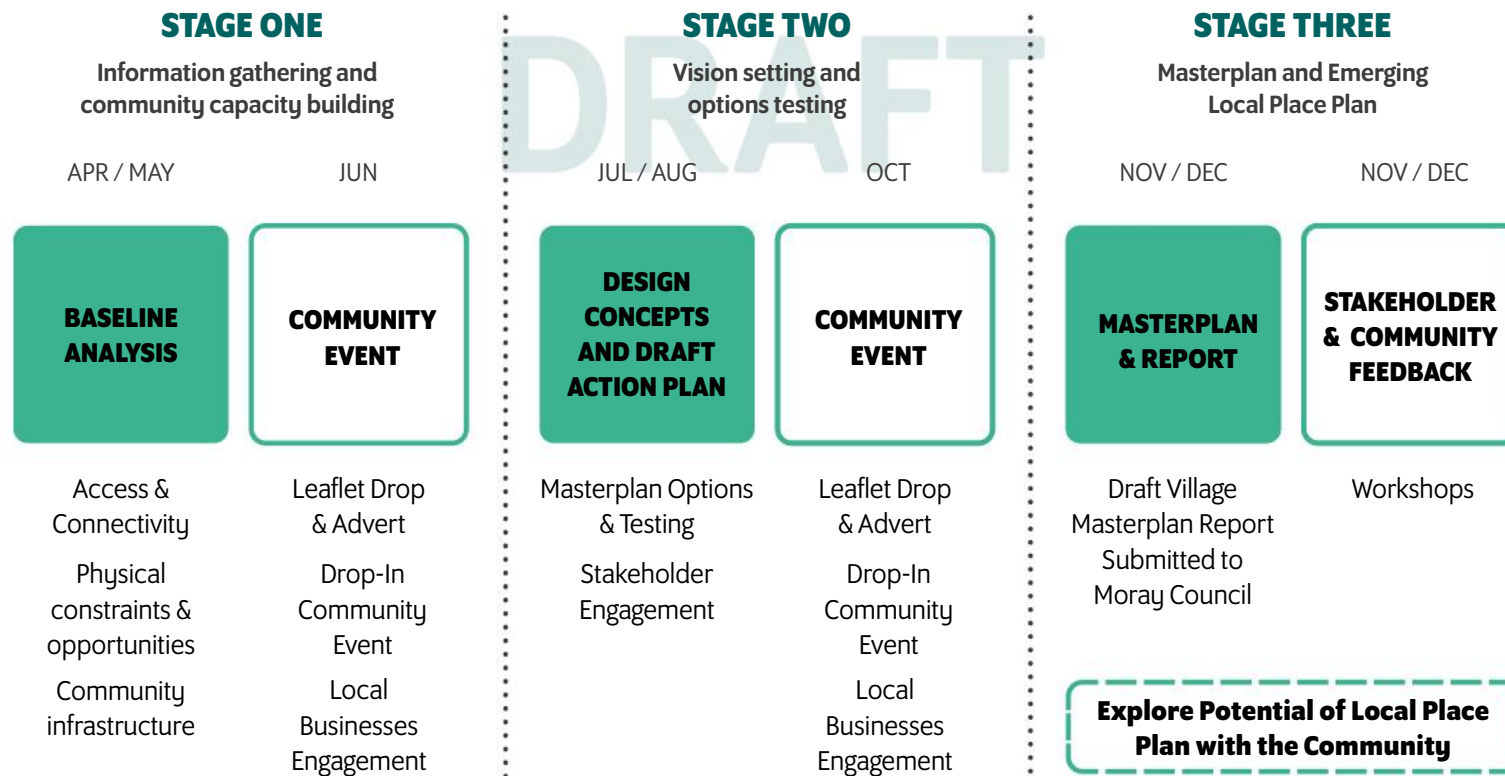 STAGE ONE
Information gathering and
community capacity building
APR / MAY
JUN
BASELINE
ANALYSIS
COMMUNITY
EVENT
Access &
Connectivity
Physical
constraints &
opportunities
Community
infrastructure
Leaflet Drop
& Advert
Drop-In
Community
Event
Local
Businesses
Engagement
DRAFT
STAGE TWO
Vision setting and
options testing
JUL / AUG
OCT
DESIGN
CONCEPTS
AND DRAFT
ACTION PLAN
COMMUNITY
EVENT
Masterplan Options
& Testing
Stakeholder
Engagement
Leaflet Drop
& Advert
Drop-In
Community
Event
Local
Businesses
Engagement
STAGE THREE
Masterplan and Emerging
Local Place Plan
NOV / DEC
NOV / DEC
MASTERPLAN
& REPORT
STAKEHOLDER
& COMMUNITY
FEEDBACK
Draft Village
Masterplan Report
Submitted to
Moray Council
Workshops
Explore Potential of Local Place
Plan with the Community